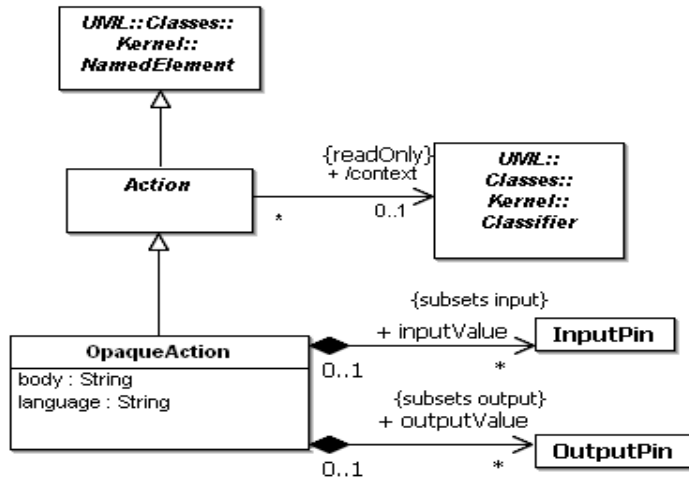 UML::Classes::
Kernel::
NamedElement
Action
{readOnly}
+ /context
*
0..1
UML::
Classes::
Kernel::
Classifier
OpaqueAction
body : String
language : String
{subsets input}
+ inputValue
0..1
*
InputPin
{subsets output}
+ outputValue
0..1
*
OutputPin